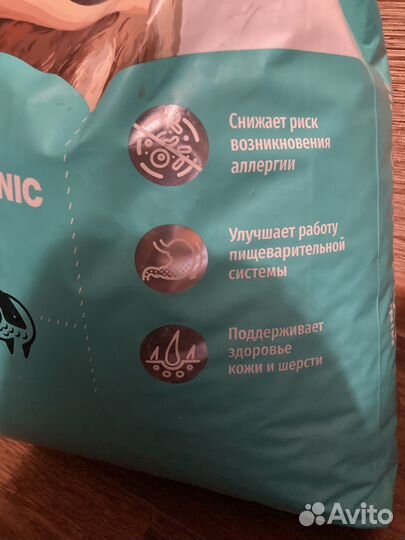 Снижает риск
возникновения
аллергии
NIC
Улучшает работу
пищеварительной
системы
Поддерживает
здоровье
кожи и шерсти
Avito